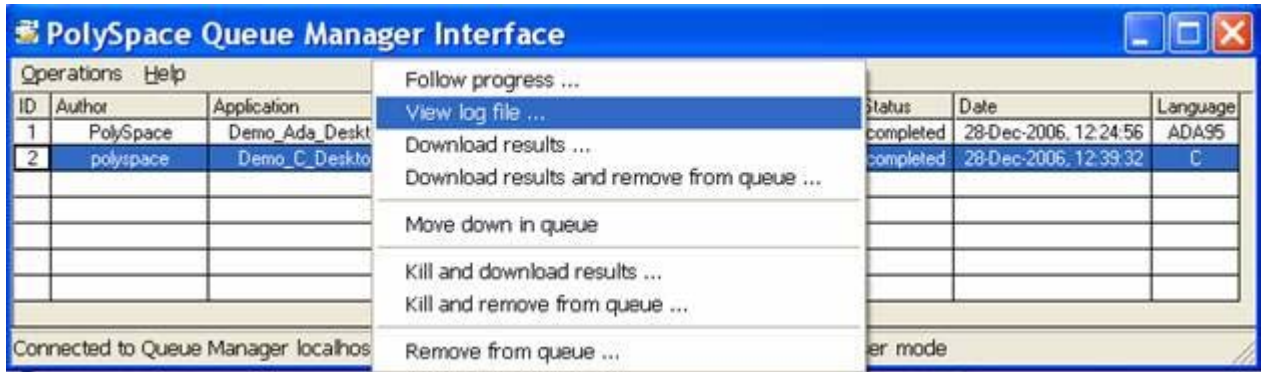 PolySpace Queue Manager Interface
Operations Help
ID Author Application Status Date Language
1 PolySpace Demo_Ada_Deskt completed 28-Dec-2006, 12:24:56 ADA95
2 polyspace Demo_C_Deskto completed 28-Dec-2006, 12:39:32 C
Follow progress ...
View log file ...
Download results ...
Download results and remove from queue ...
Move down in queue
Kill and download results ...
Kill and remove from queue ...
Remove from queue ...
Connected to Queue Manager localhos er mode